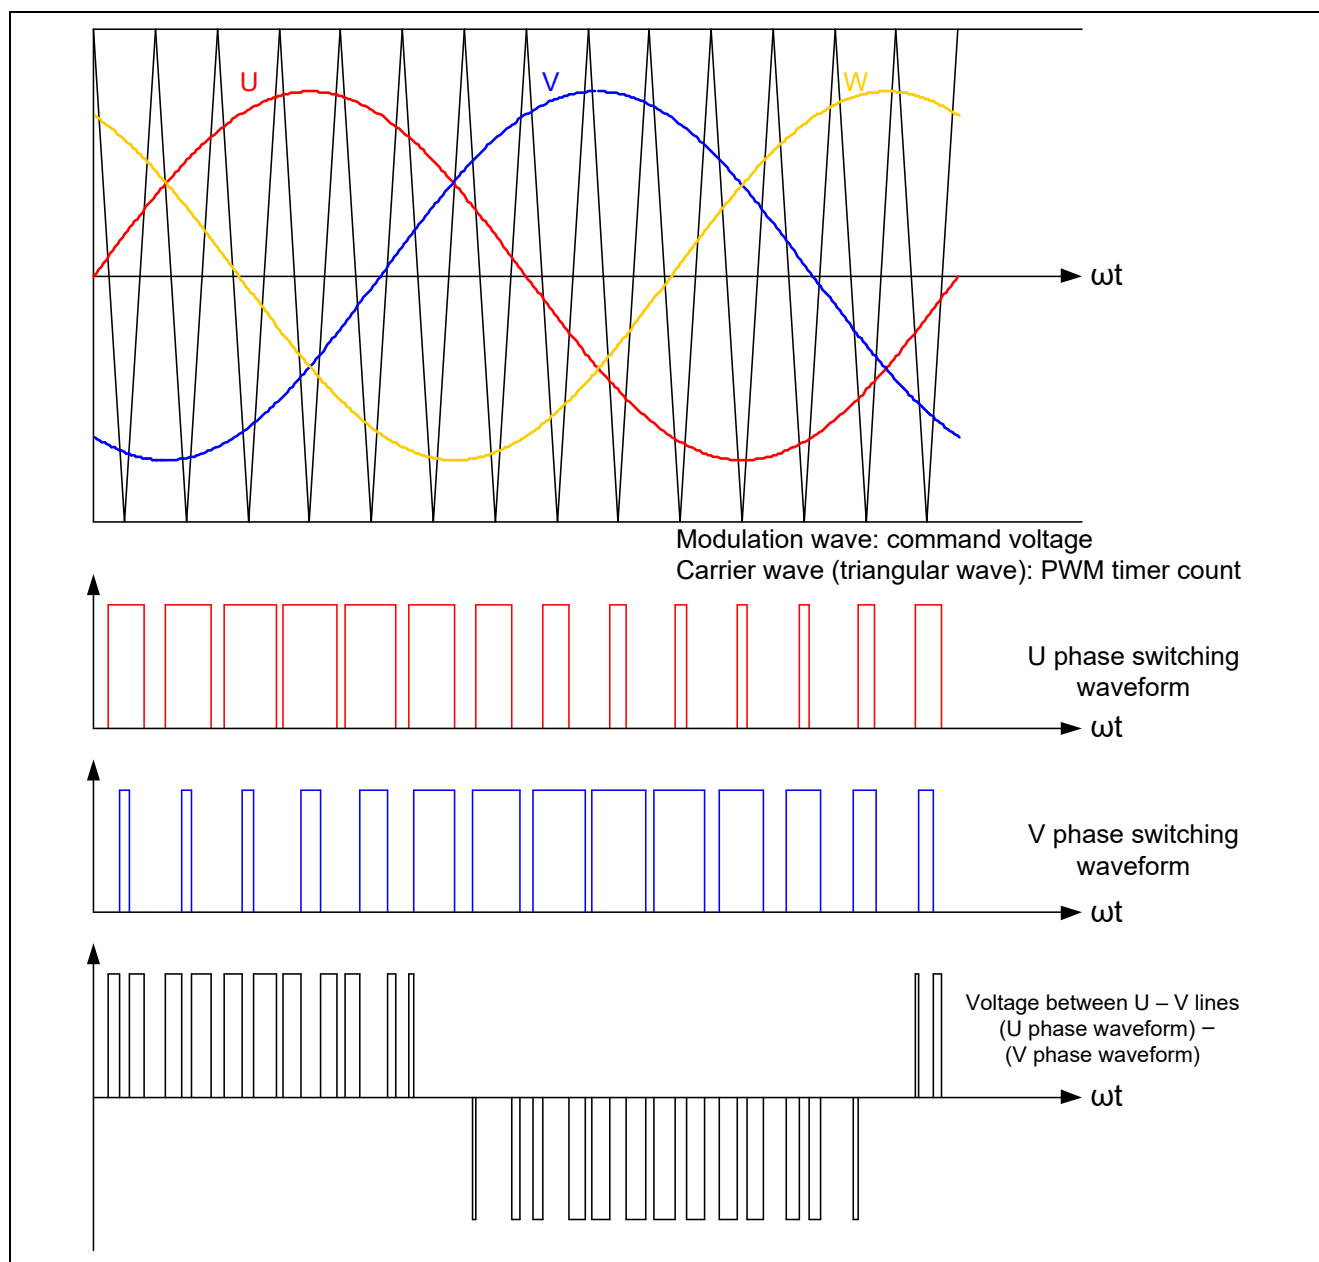 U
V
W
ωt
Modulation wave: command voltage
Carrier wave (triangular wave): PWM timer count
U phase switching
waveform
ωt
V phase switching
waveform
ωt
Voltage between U – V lines
(U phase waveform) –
(V phase waveform)
ωt